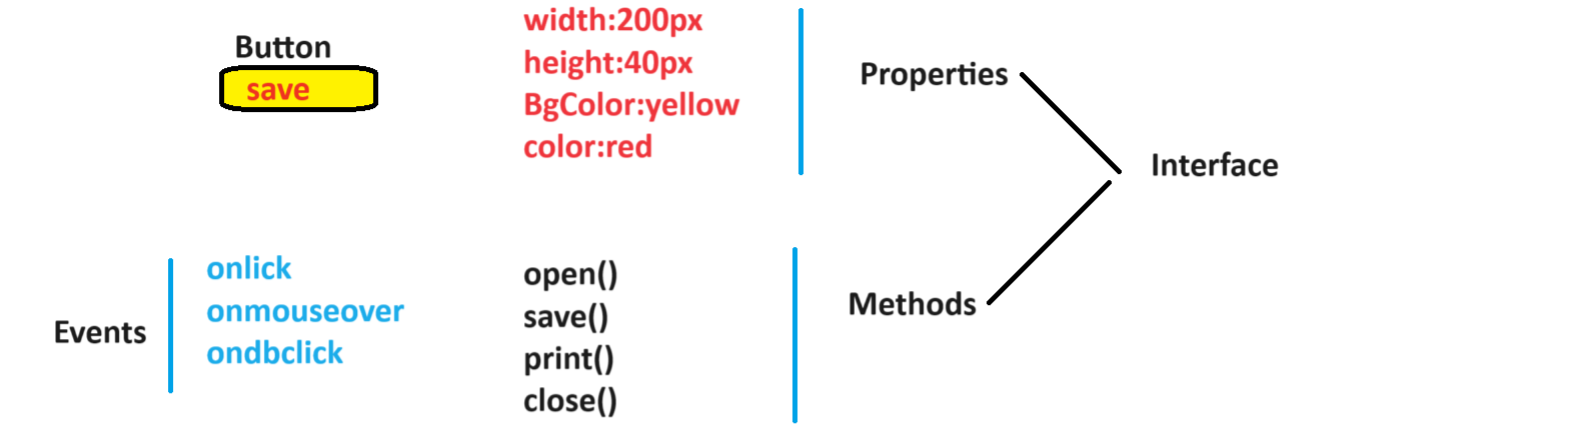 Button
save
width:200px
height:40px
BgColor:yellow
color:red
Properties
Interface
Events
onlick
onmouseover
ondbclick
open()
save()
print()
close()
Methods